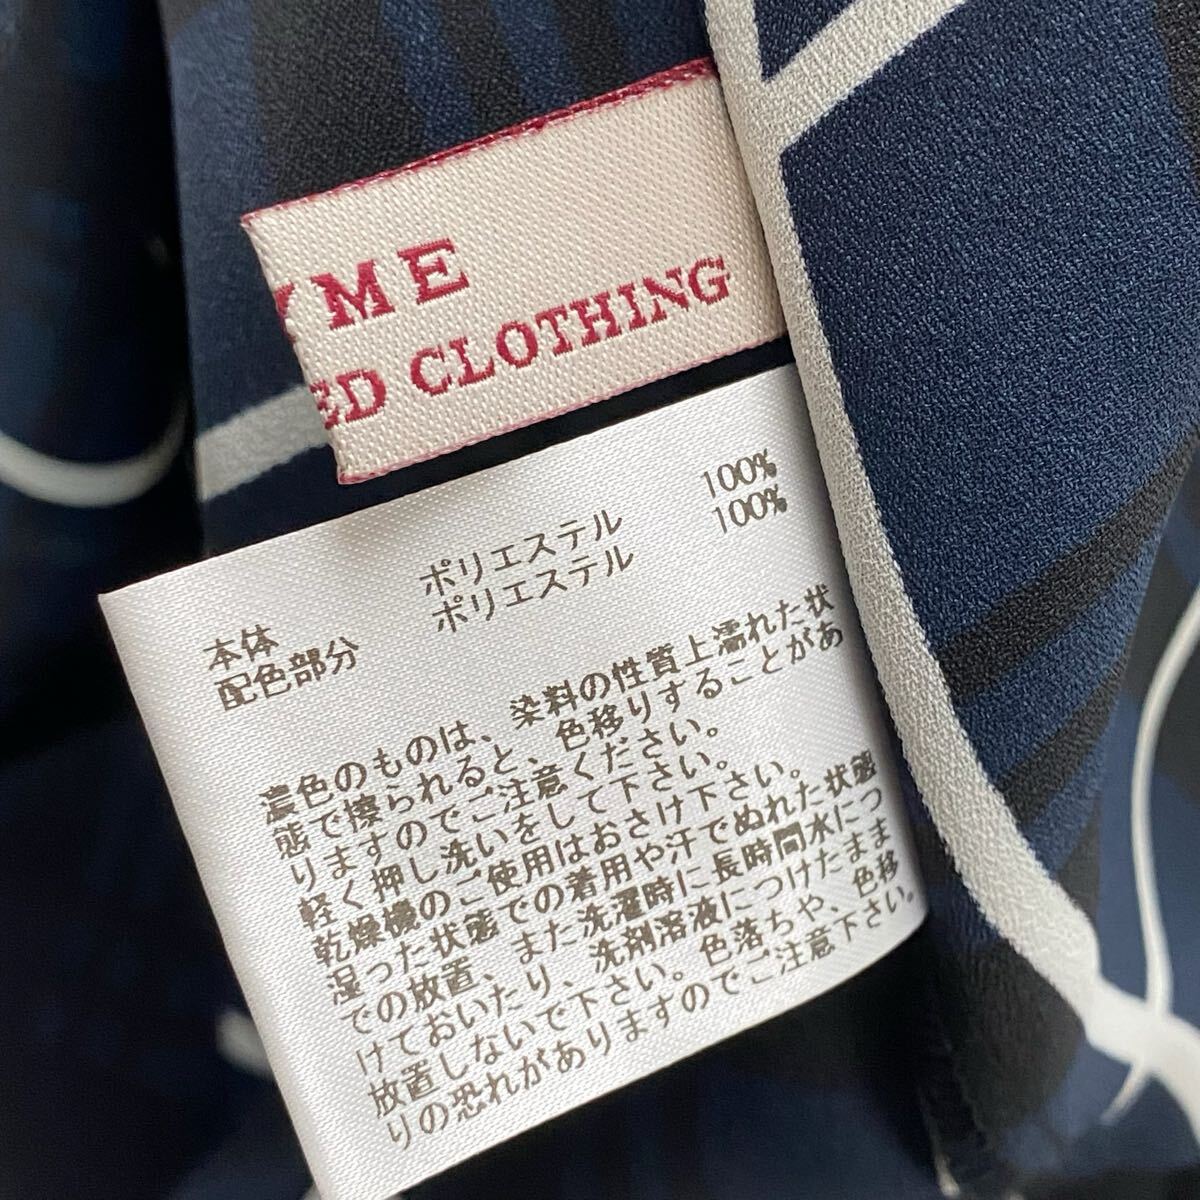 ME
ED CLOTHING
本体 ポリエステル 100%
配色部分 ポリエステル 100%
濃色のものは、染料の性質上濡れた状
態で擦られると、色移りすることがあ
りますのでご注意ください。
軽く押し洗いをして下さい。
乾燥機のご使用はおさけ下さい。
湿った状態での着用や汗でぬれた状態
での放置、また洗濯時に長時間水につ
けておいたり、洗剤溶液につけたまま
放置しないで下さい。色落ちや、色移
りの恐れがありますのでご注意下さい。